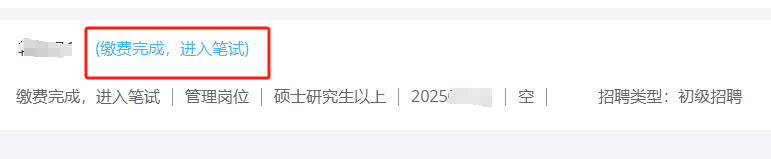 (缴费完成，进入笔试)
缴费完成，进入笔试 | 管理岗位 | 硕士研究生以上 | 2025 | 空 | 招聘类型：初级招聘